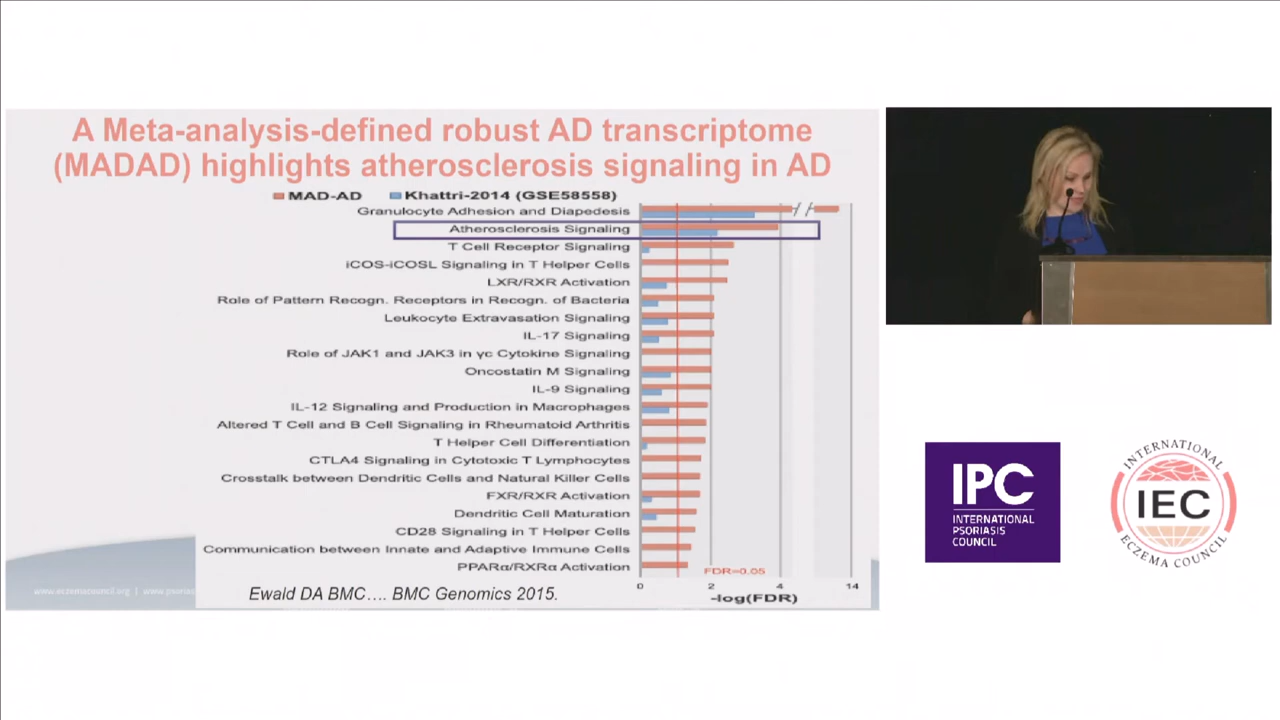 A Meta-analysis-defined robust AD transcriptome
(MADAD) highlights atherosclerosis signaling in AD
MAD-AD Khattri-2014 (GSE58558)
Granulocyte Adhesion and Diapedesis
Atherosclerosis Signaling
T Cell Receptor Signaling
iCOS-iCOSL Signaling in T Helper Cells
LXR/RXR Activation
Role of Pattern Recogn. Receptors in Recogn. of Bacteria
Leukocyte Extravasation Signaling
IL-17 Signaling
Role of JAK1 and JAK3 in γc Cytokine Signaling
Oncostatin M Signaling
IL-9 Signaling
IL-12 Signaling and Production in Macrophages
Altered T Cell and B Cell Signaling in Rheumatoid Arthritis
T Helper Cell Differentiation
CTLA4 Signaling in Cytotoxic T Lymphocytes
Crosstalk between Dendritic Cells and Natural Killer Cells
FXR/RXR Activation
Dendritic Cell Maturation
CD28 Signaling in T Helper Cells
Communication between Innate and Adaptive Immune Cells
PPARα/RXRα Activation
FDR=0.05
0 2 4 14
-log(FDR)
Ewald DA BMC…. BMC Genomics 2015.
IPC
INTERNATIONAL
PSORIASIS
COUNCIL
INTERNATIONAL
IEC
ECZEMA COUNCIL